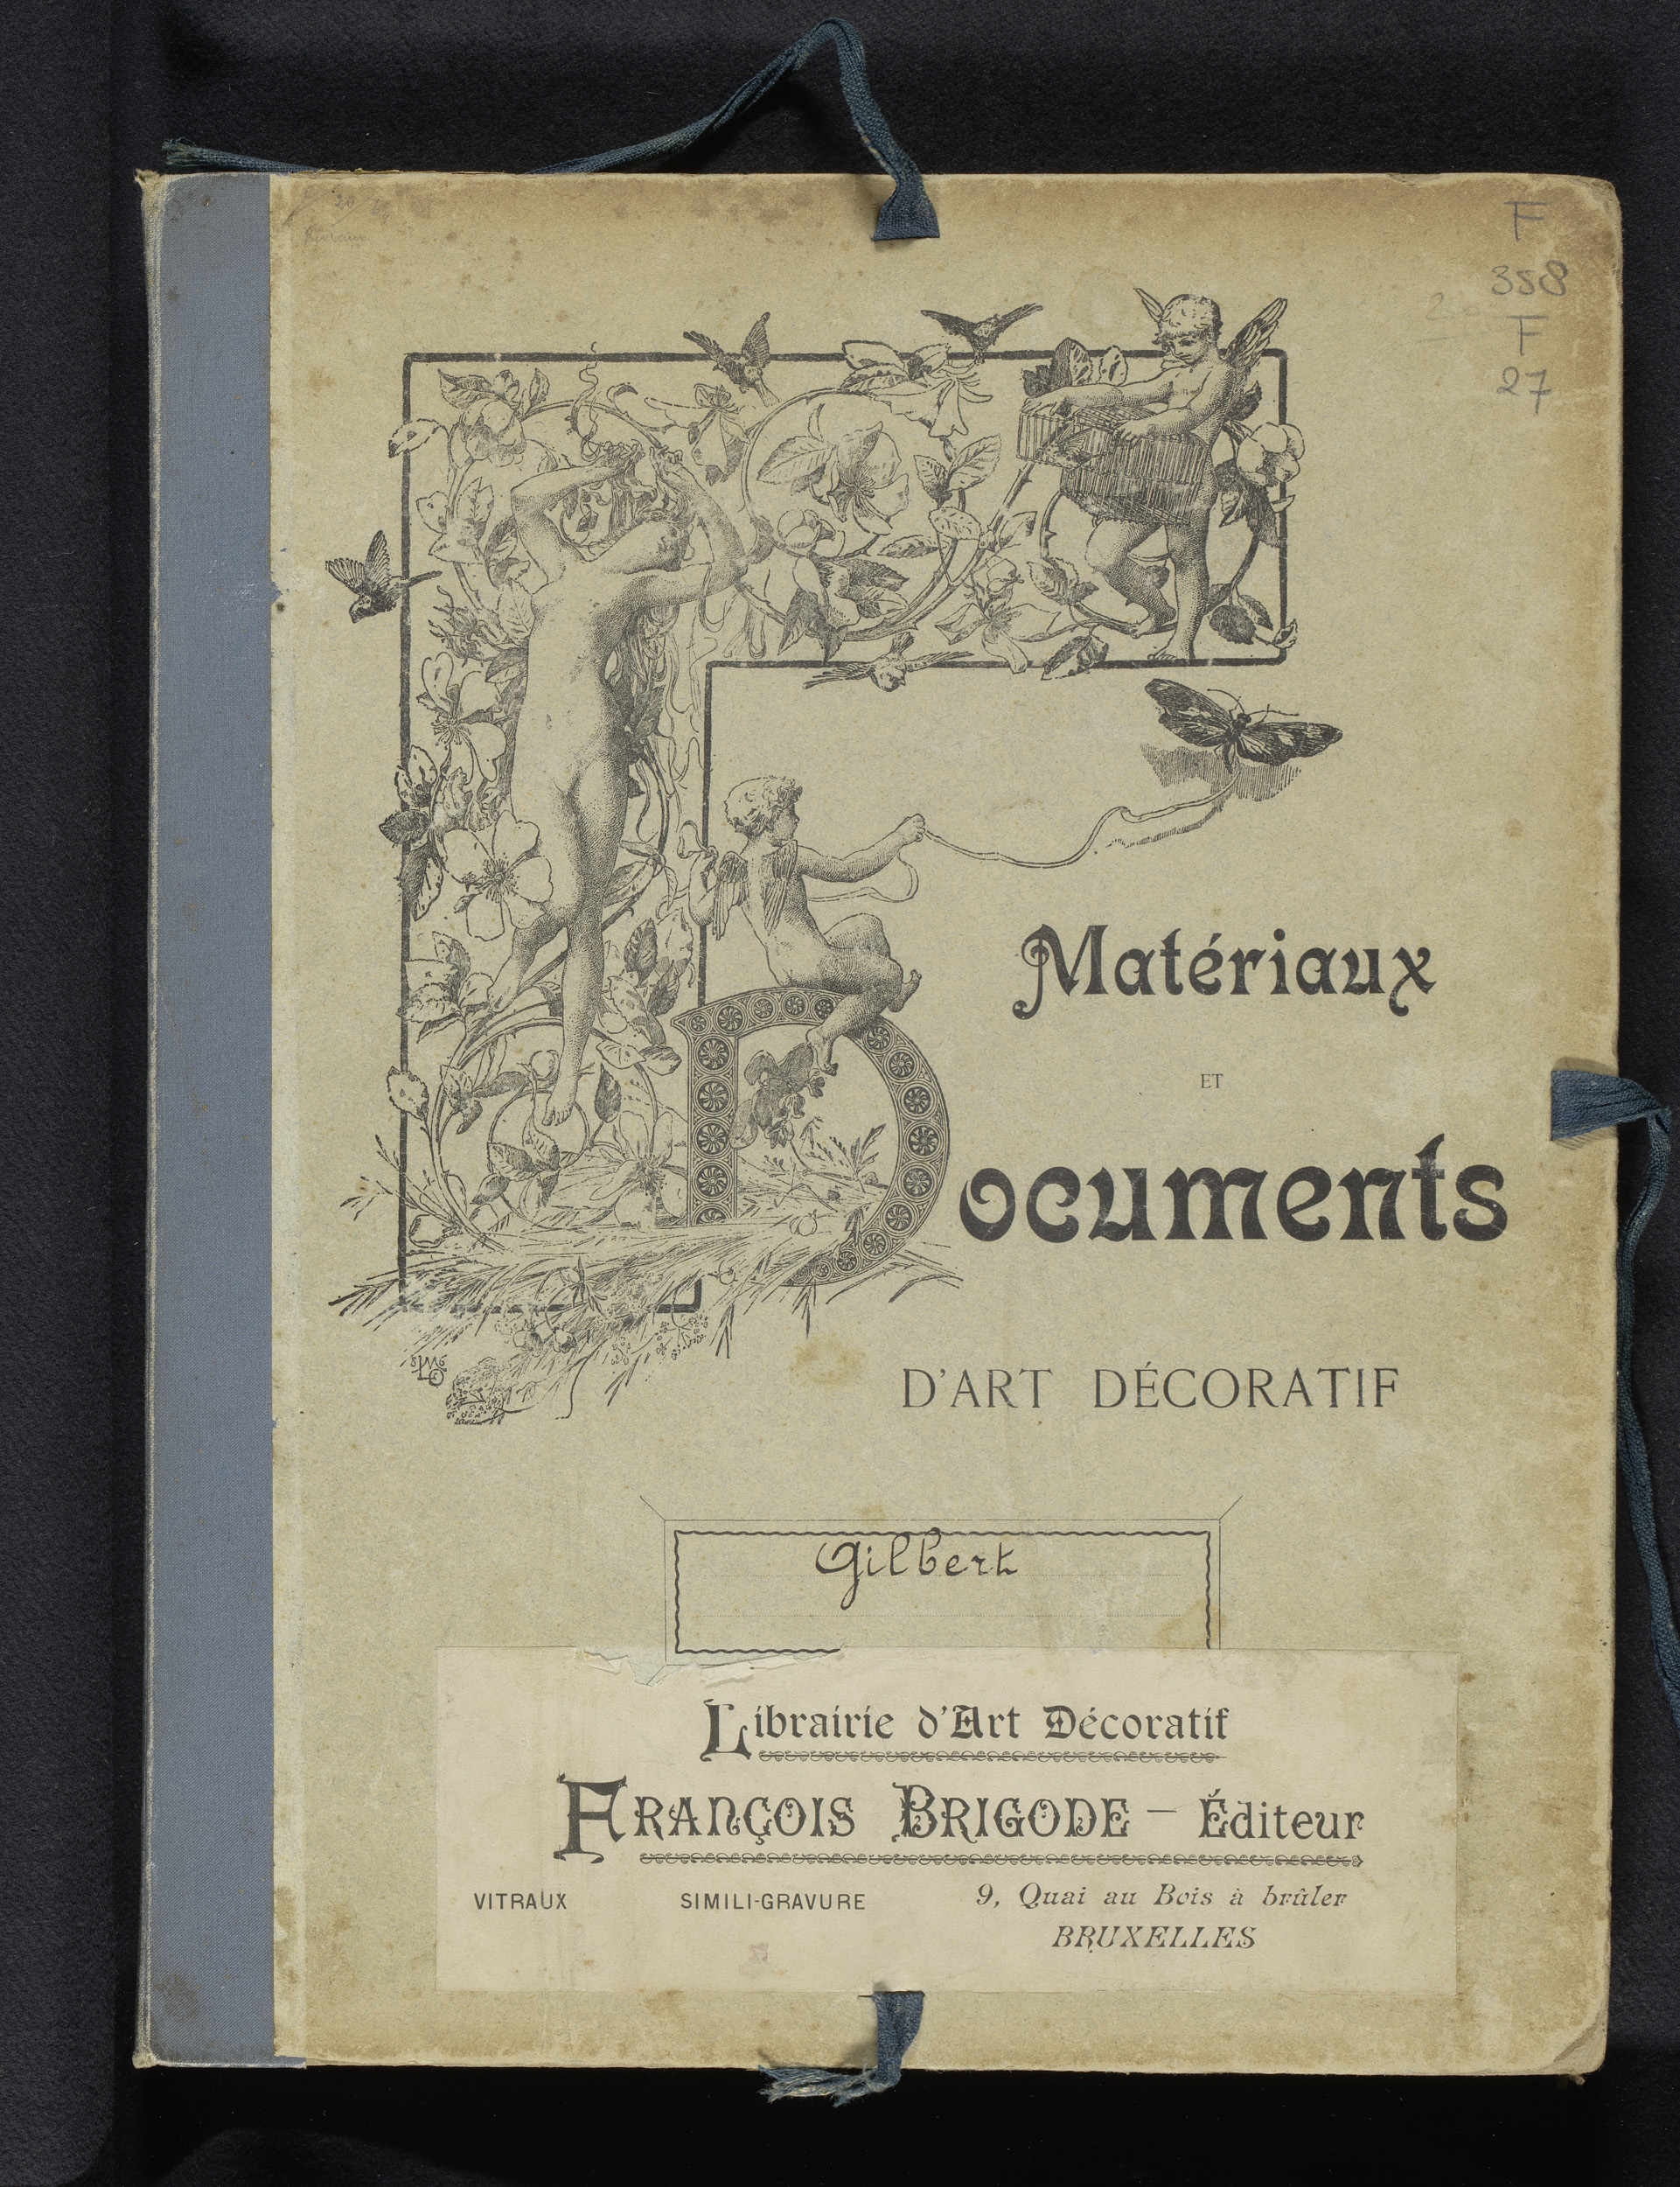 F
358
F
27
Matériaux
ET
Documents
D'ART DÉCORATIF
Gilbert
Librairie d'Art Décoratif
FRANÇOIS BRIGODE — Éditeur
VITRAUX SIMILI-GRAVURE 9, Quai au Bois à brûler
BRUXELLES